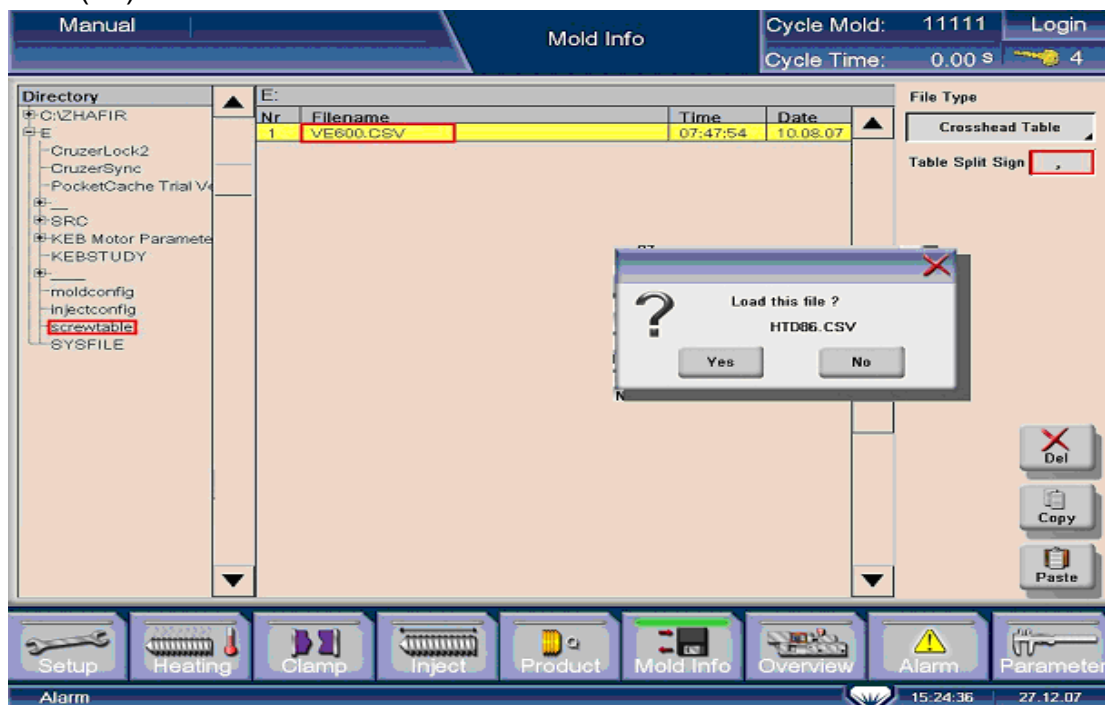 Manual
Mold Info
Cycle Mold: 11111 Login
Cycle Time: 0.00 s 4
Directory
C:\ZHAFIR
E
CruzerLock2
CruzerSync
PocketCache Trial Ve
__
SRC
KEB Motor Paramete
KEBSTUDY
____
moldconfig
injectconfig
screwtable
SYSFILE
E:
Nr Filename Time Date
1 VE600.CSV 07:47:54 10.08.07
File Type
Crosshead Table
Table Split Sign ,
Load this file ?
HTD86.CSV
Yes No
Del
Copy
Paste
Setup Heating Clamp Inject Product Mold Info Overview Alarm Parameter
Alarm 15:24:36 27.12.07